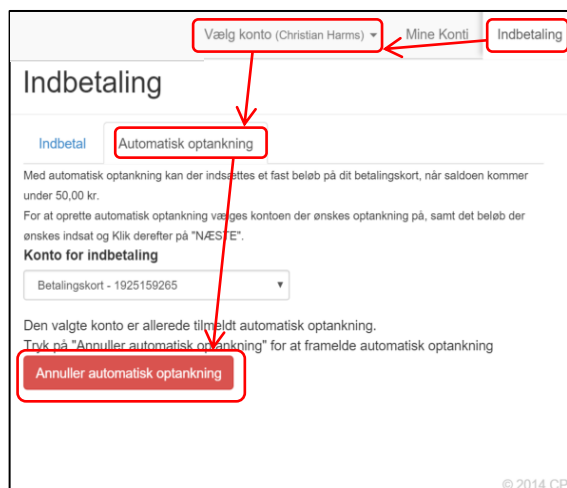 Vælg konto (Christian Harms) Mine Konti Indbetaling
Indbetaling
Indbetal Automatisk optankning
Med automatisk optankning kan der indsættes et fast beløb på dit betalingskort, når saldoen kommer
under 50,00 kr.
For at oprette automatisk optankning vælges kontoen der ønskes optankning på, samt det beløb der
ønskes indsat og Klik derefter på "NÆSTE".
Konto for indbetaling
Betalingskort - 1925159265
Den valgte konto er allerede tilmeldt automatisk optankning.
Tryk på "Annuller automatisk optankning" for at framelde automatisk optankning
Annuller automatisk optankning
© 2014 CP